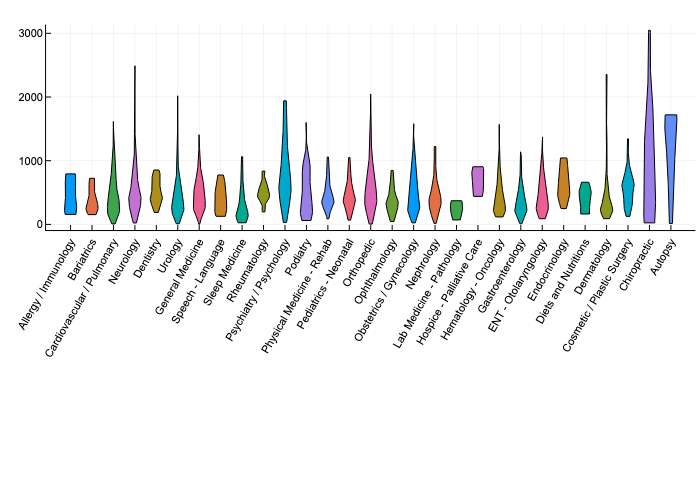 3000
2000
1000
0
Allergy / Immunology
Bariatrics
Cardiovascular / Pulmonary
Neurology
Dentistry
Urology
General Medicine
Speech - Language
Sleep Medicine
Rheumatology
Psychiatry / Psychology
Podiatry
Physical Medicine - Rehab
Pediatrics - Neonatal
Orthopedic
Ophthalmology
Obstetrics / Gynecology
Nephrology
Lab Medicine - Pathology
Hospice - Palliative Care
Hematology - Oncology
Gastroenterology
ENT - Otolaryngology
Endocrinology
Diets and Nutritions
Dermatology
Cosmetic / Plastic Surgery
Chiropractic
Autopsy